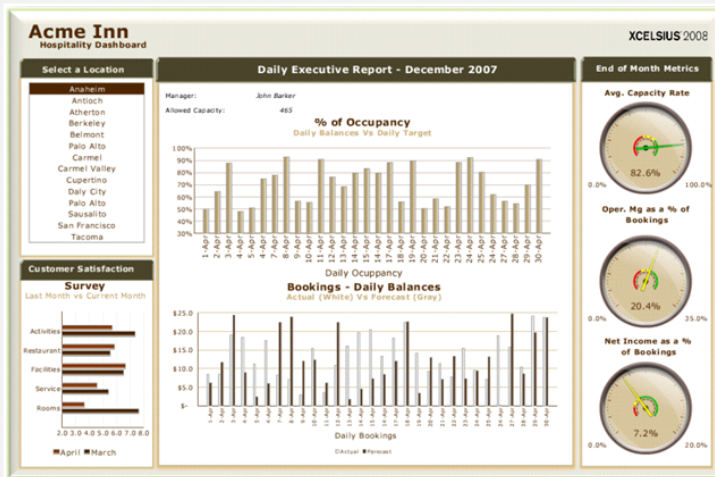 Acme Inn
Hospitality Dashboard
XCELSIUS 2008
Select a Location
Anaheim
Antioch
Atherton
Berkeley
Belmont
Palo Alto
Carmel
Carmel Valley
Cupertino
Daly City
Palo Alto
Sausalito
San Francisco
Tacoma
Customer Satisfaction
Survey
Last Month vs Current Month
Activities
Restaurant
Facilities
Service
Rooms
2.0 3.0 4.0 5.0 6.0 7.0 8.0
April March
Daily Executive Report - December 2007
Manager: John Barker
Allowed Capacity: 465
% of Occupancy
Daily Balances Vs Daily Target
100%
90%
80%
70%
60%
50%
40%
30%
1-Apr 2-Apr 3-Apr 4-Apr 5-Apr 4-Apr 7-Apr 8-Apr 9-Apr 10-Apr 11-Apr 12-Apr 13-Apr 14-Apr 15-Apr 14-Apr 17-Apr 18-Apr 19-Apr 20-Apr 21-Apr 22-Apr 23-Apr 24-Apr 25-Apr 24-Apr 27-Apr 28-Apr 29-Apr 30-Apr
Daily Ocuppancy
Bookings - Daily Balances
Actual (White) Vs Forecast (Gray)
$25.0
$20.0
$15.0
$10.0
$5.0
$-
Daily Bookings
Actual Forecast
End of Month Metrics
Avg. Capacity Rate
82.6%
0.0% 100.0%
Oper. Mg as a % of
Bookings
20.4%
0.0% 35.0%
Net Income as a %
of Bookings
7.2%
0.0% 20.0%